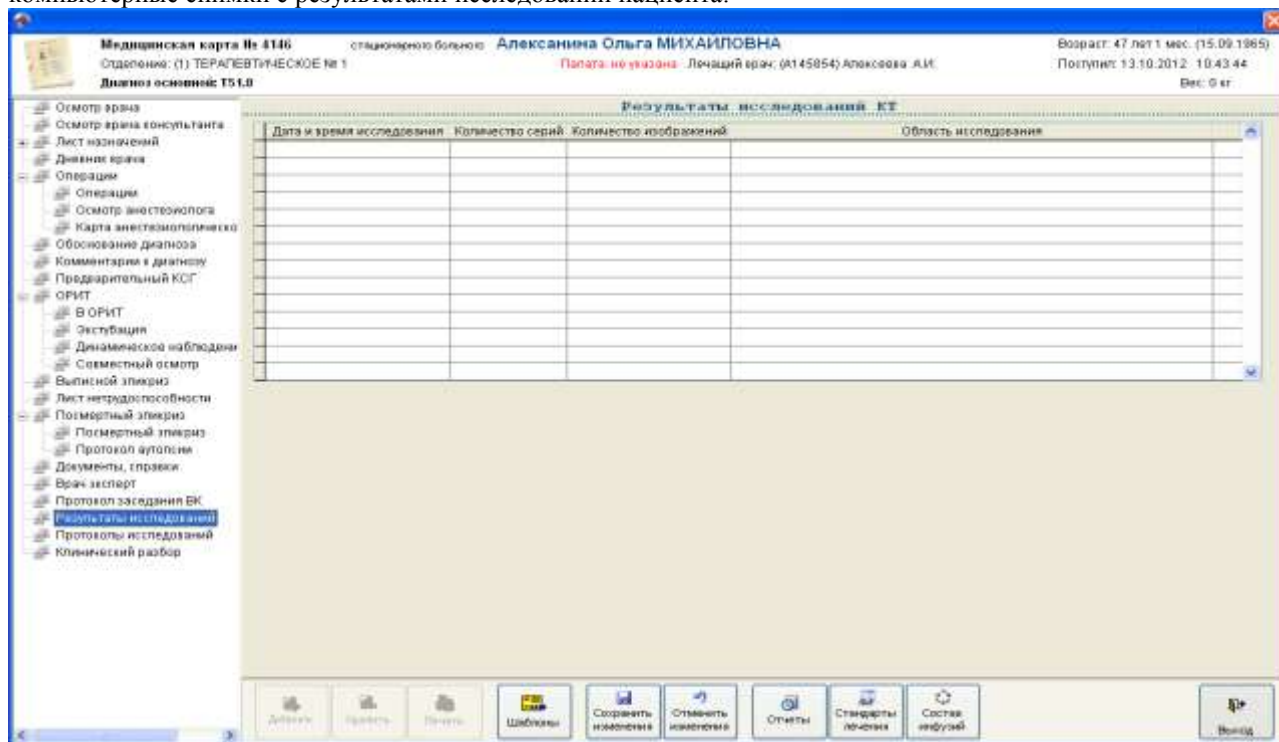 компьютерные снимки с результатами исследований пациента.
Медицинская карта № 4146 стационарного больного Алексанина Ольга МИХАЙЛОВНА Возраст: 47 лет 1 мес. (15.09.1965)
Отделение: (1) ТЕРАПЕВТИЧЕСКОЕ № 1 Палата: не указана Лечащий врач: (А145854) Алексеева А.И. Поступил: 13.10.2012 10:43:44
Диагноз основной: T51.0 Вес: 0 кг
Результаты исследований КТ
Дата и время исследования Количество серий Количество изображений Область исследования
Осмотр врача
Осмотр врача консультанта
Лист назначений
Дневник врача
Операции
Операции
Осмотр анестезиолога
Карта анестезиологическо
Обоснование диагноза
Комментарии к диагнозу
Предварительный КСГ
ОРИТ
В ОРИТ
Экстубация
Динамическое наблюдени
Совместный осмотр
Выписной эпикриз
Лист нетрудоспособности
Посмертный эпикриз
Посмертный эпикриз
Протокол аутопсии
Документы, справки
Врач эксперт
Протокол заседания ВК
Результаты исследований
Протоколы исследований
Клинический разбор
Добавить Удалить Печать Шаблоны Сохранить изменения Отменить изменения Отчеты Стандарты лечения Состав инфузий Выход